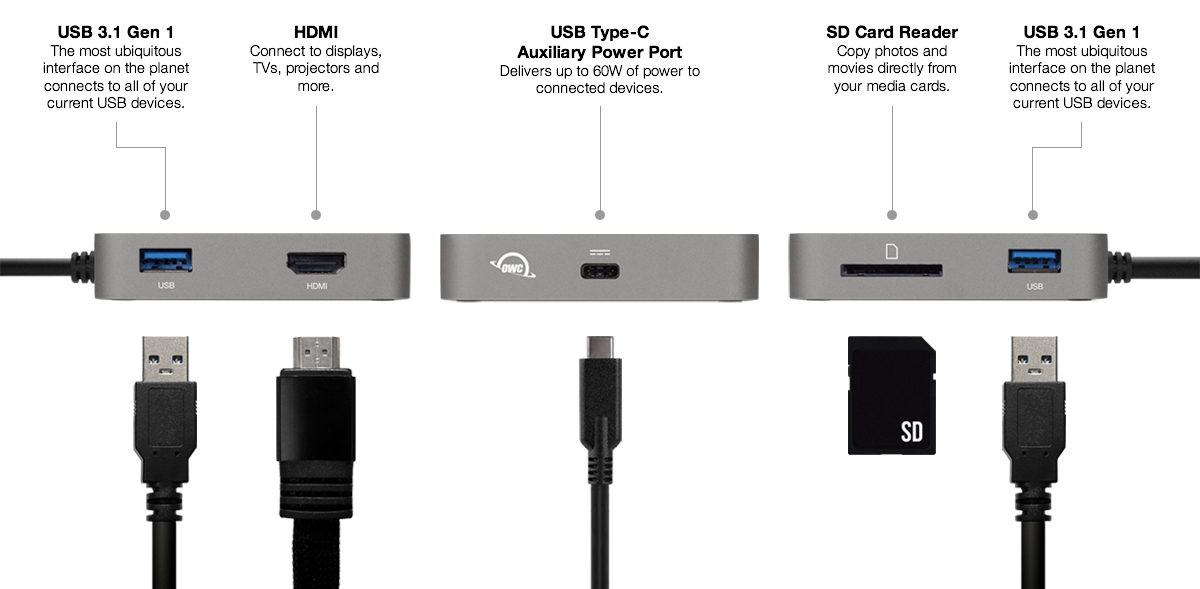 USB 3.1 Gen 1
The most ubiquitous
interface on the planet
connects to all of your
current USB devices.
HDMI
Connect to displays,
TVs, projectors and
more.
USB Type-C
Auxiliary Power Port
Delivers up to 60W of power to
connected devices.
SD Card Reader
Copy photos and
movies directly from
your media cards.
USB 3.1 Gen 1
The most ubiquitous
interface on the planet
connects to all of your
current USB devices.
USB
HDMI
OWC
USB
SD